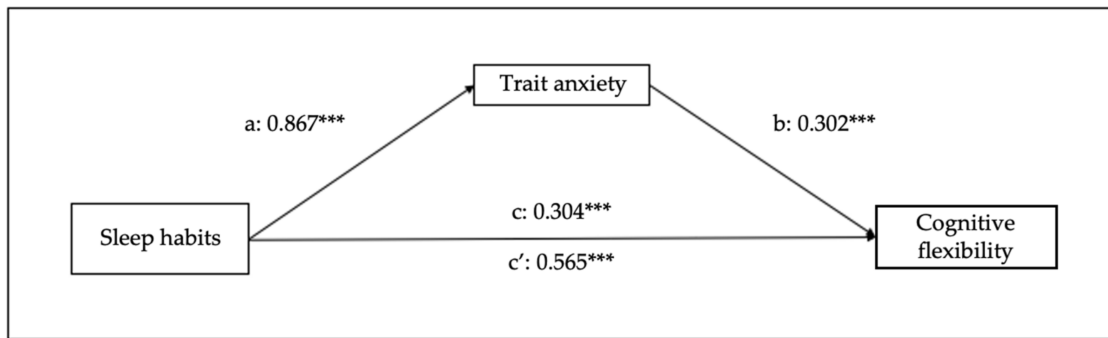 Trait anxiety
a: 0.867***
b: 0.302***
Sleep habits
c: 0.304***
c′: 0.565***
Cognitive
flexibility